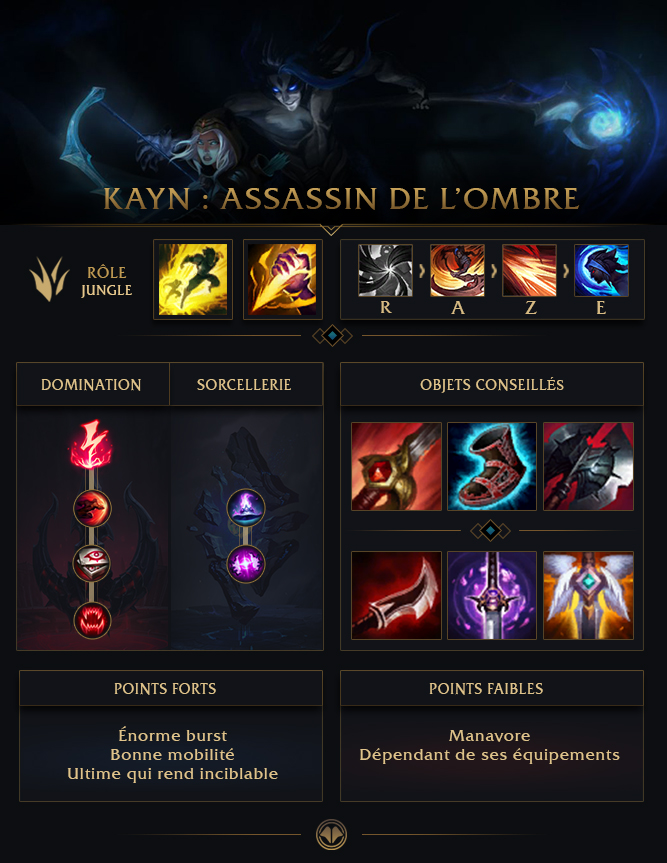 KAYN : ASSASSIN DE L'OMBRE
RÔLE
JUNGLE
R
A
Z
E
DOMINATION
SORCELLERIE
OBJETS CONSEILLÉS
POINTS FORTS
Énorme burst
Bonne mobilité
Ultime qui rend inciblable
POINTS FAIBLES
Manavore
Dépendant de ses équipements